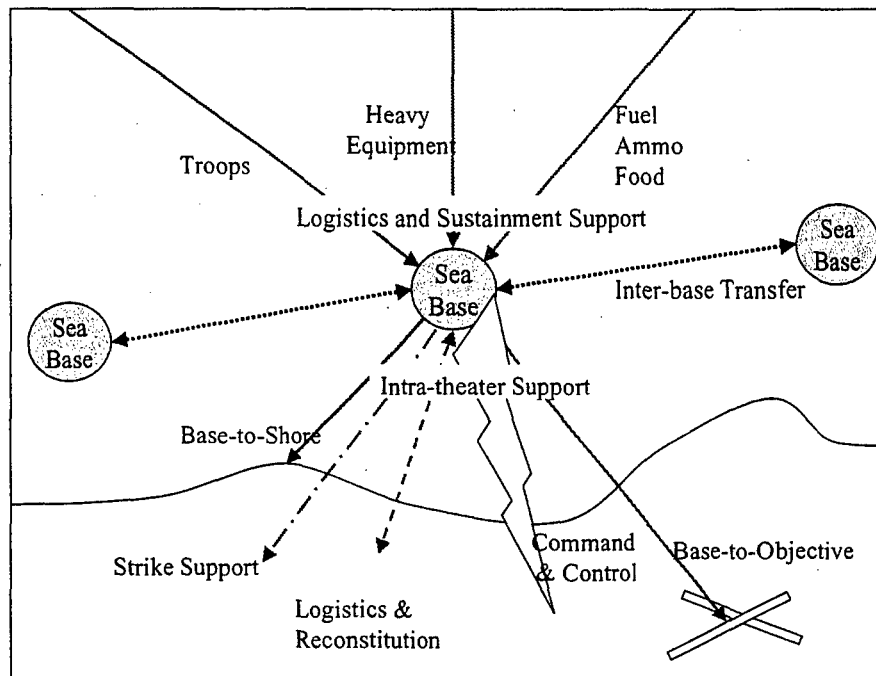 Troops
Heavy
Equipment
Fuel
Ammo
Food
Logistics and Sustainment Support
Sea
Base
Sea
Base
Inter-base Transfer
Sea
Base
Intra-theater Support
Base-to-Shore
Strike Support
Logistics &
Reconstitution
Command
& Control
Base-to-Objective